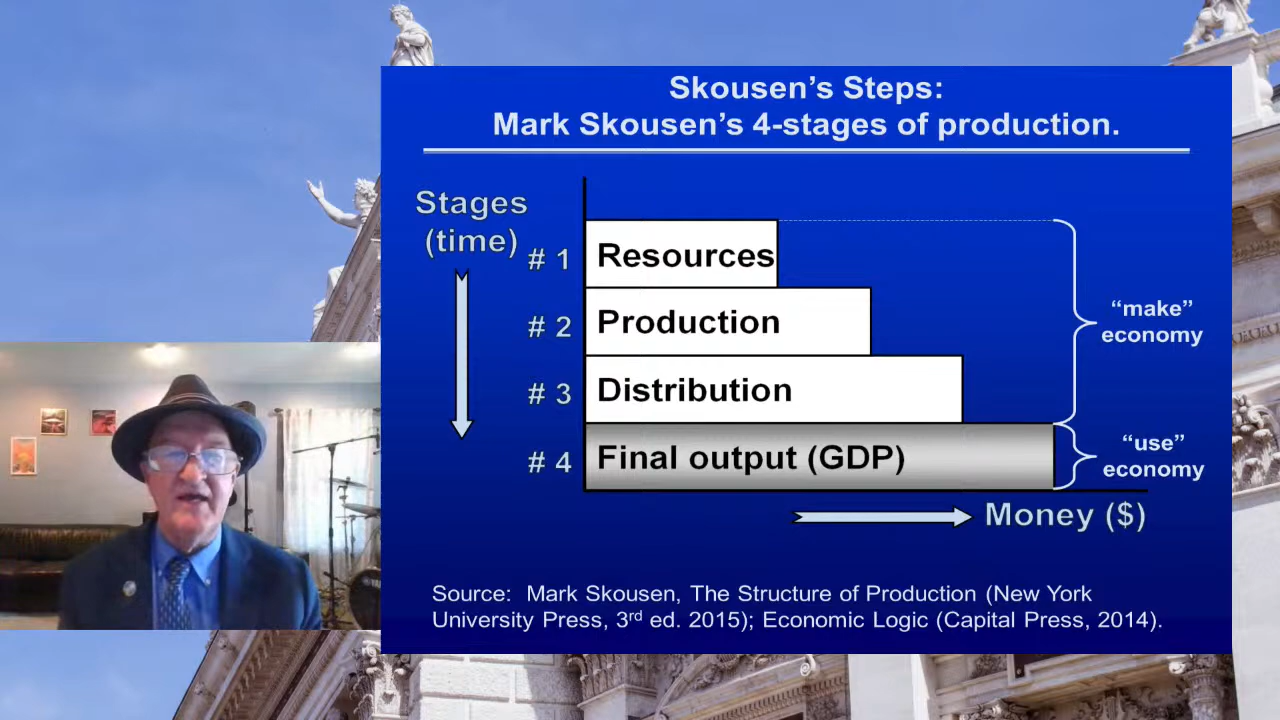 Skousen’s Steps:
Mark Skousen’s 4-stages of production.
Stages
(time)
# 1
Resources
# 2
Production
# 3
Distribution
# 4
Final output (GDP)
“make”
economy
“use”
economy
Money ($)
Source: Mark Skousen, The Structure of Production (New York
University Press, 3rd ed. 2015); Economic Logic (Capital Press, 2014).